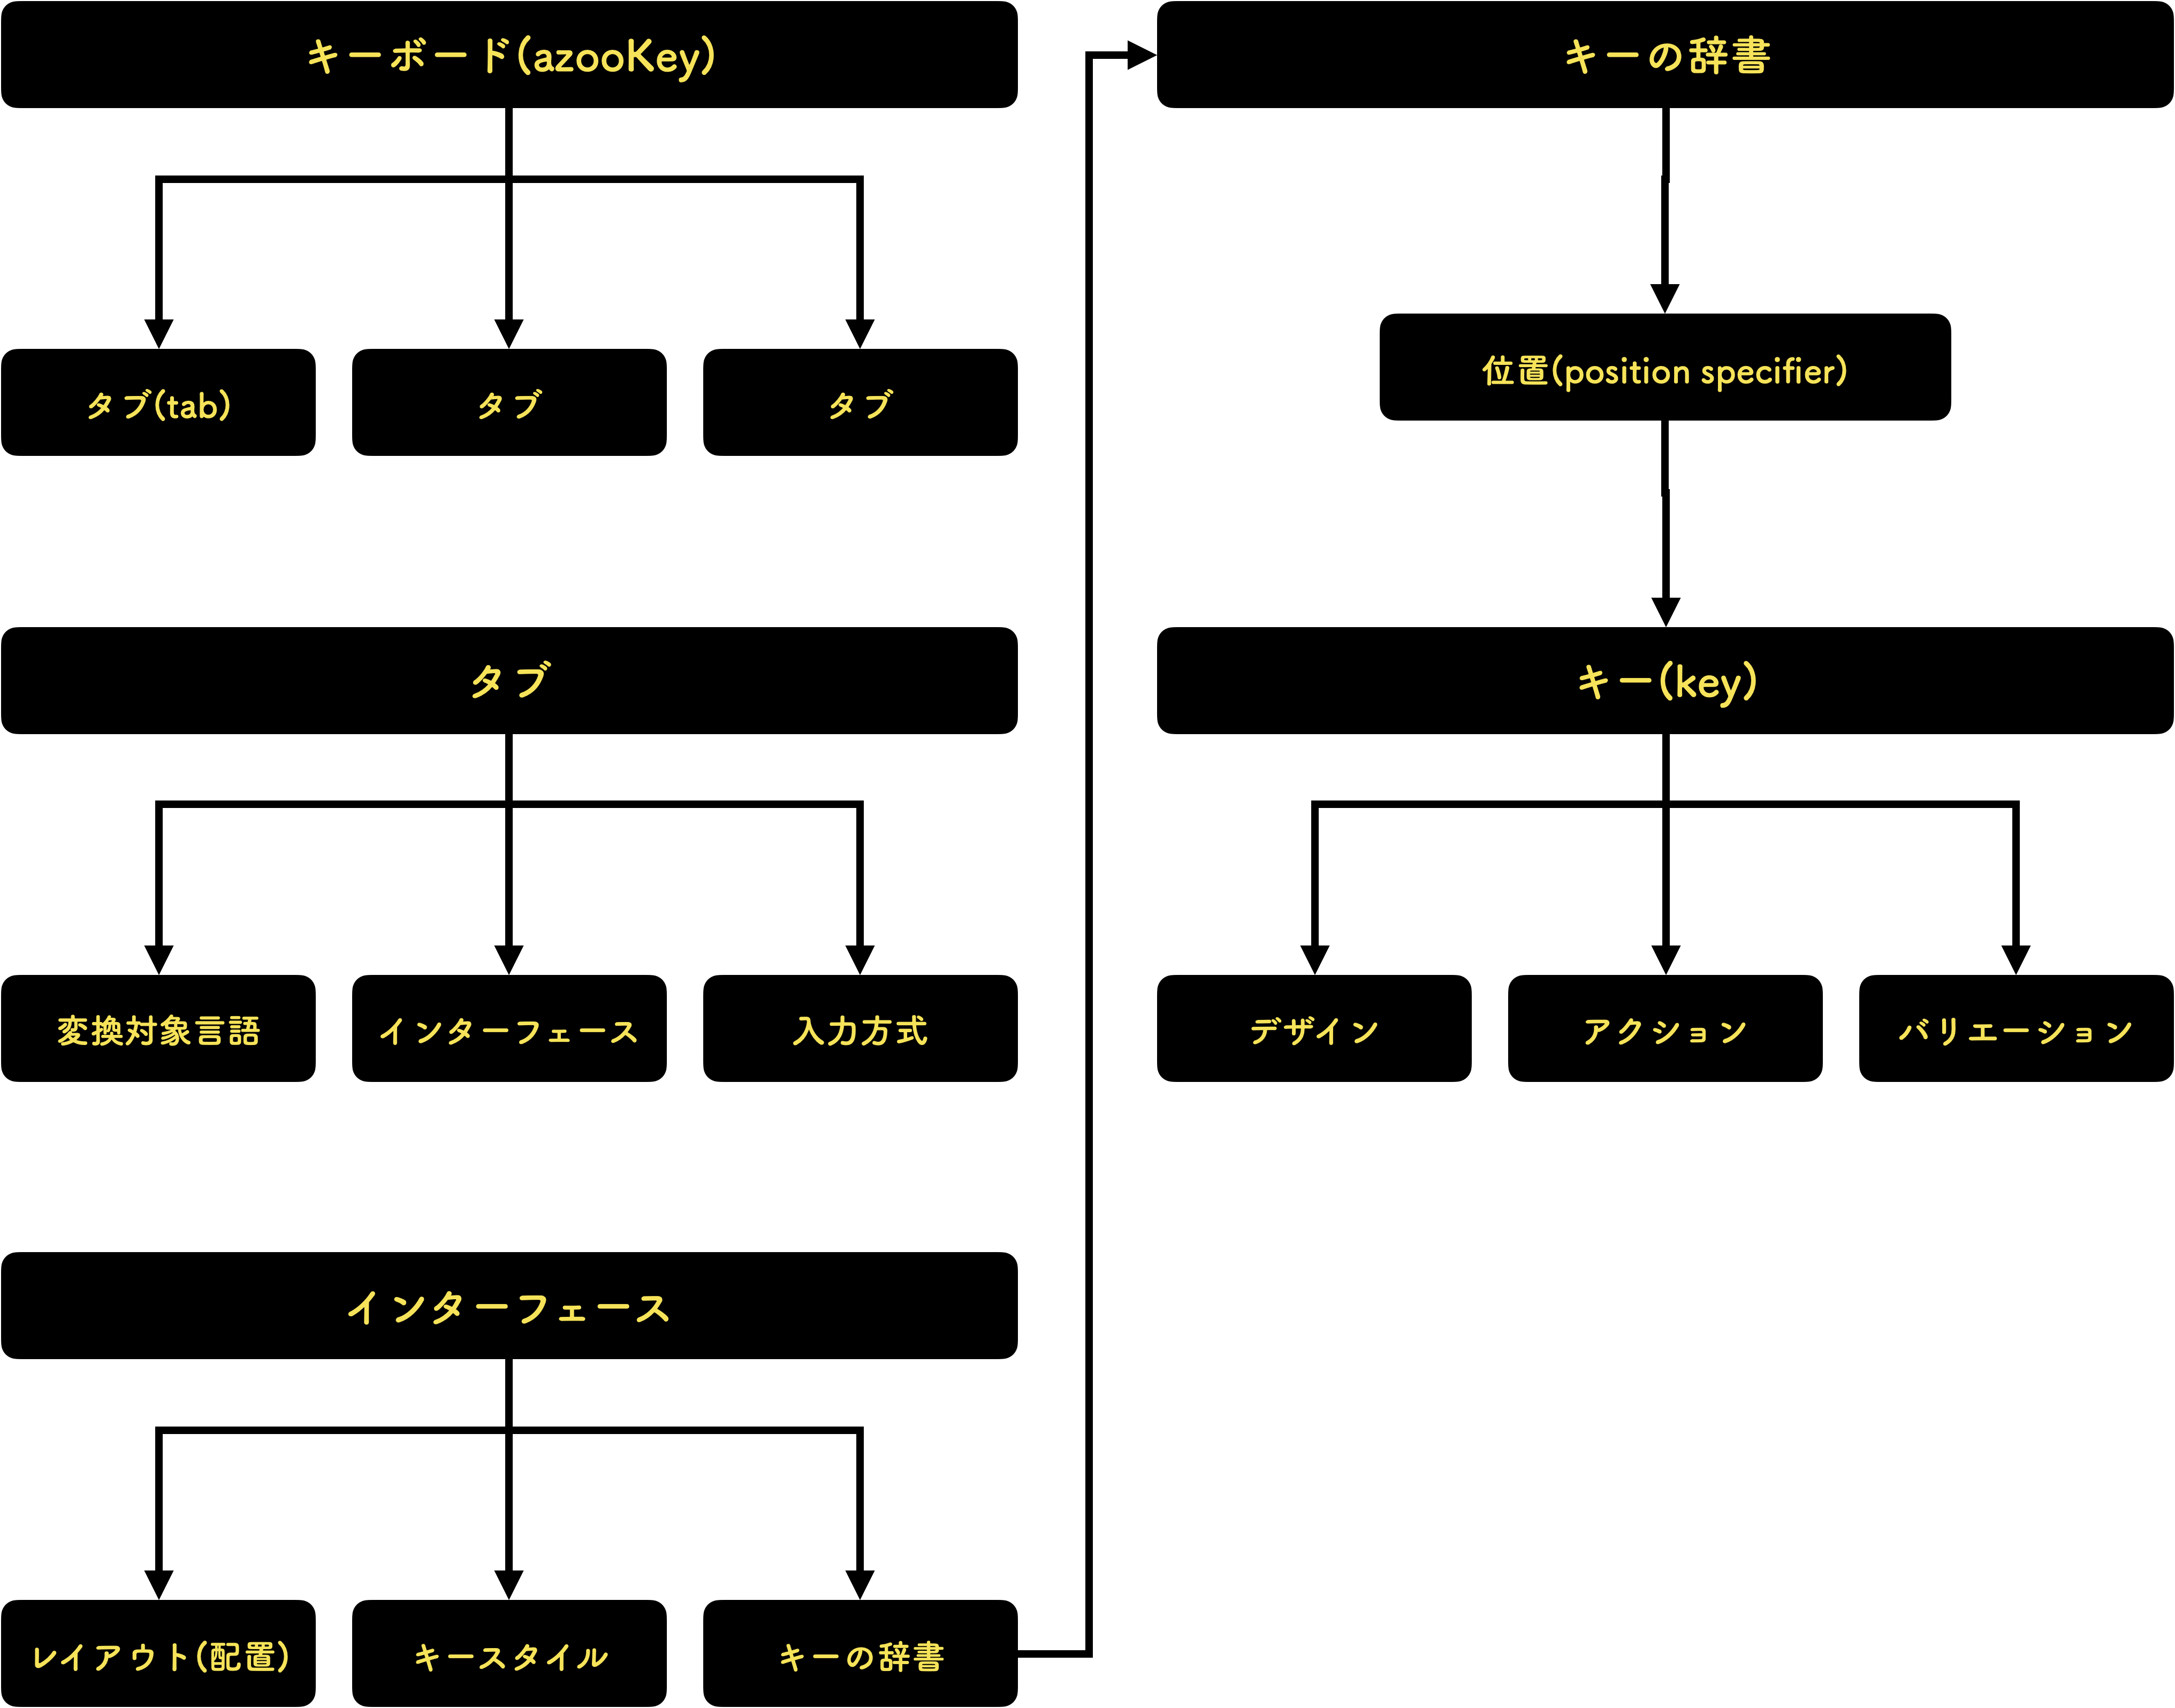 キーボード(azooKey)
タブ(tab)
タブ
タブ
タブ
変換対象言語
インターフェース
入力方式
インターフェース
レイアウト(配置)
キースタイル
キーの辞書
キーの辞書
位置(position specifier)
キー(key)
デザイン
アクション
バリエーション